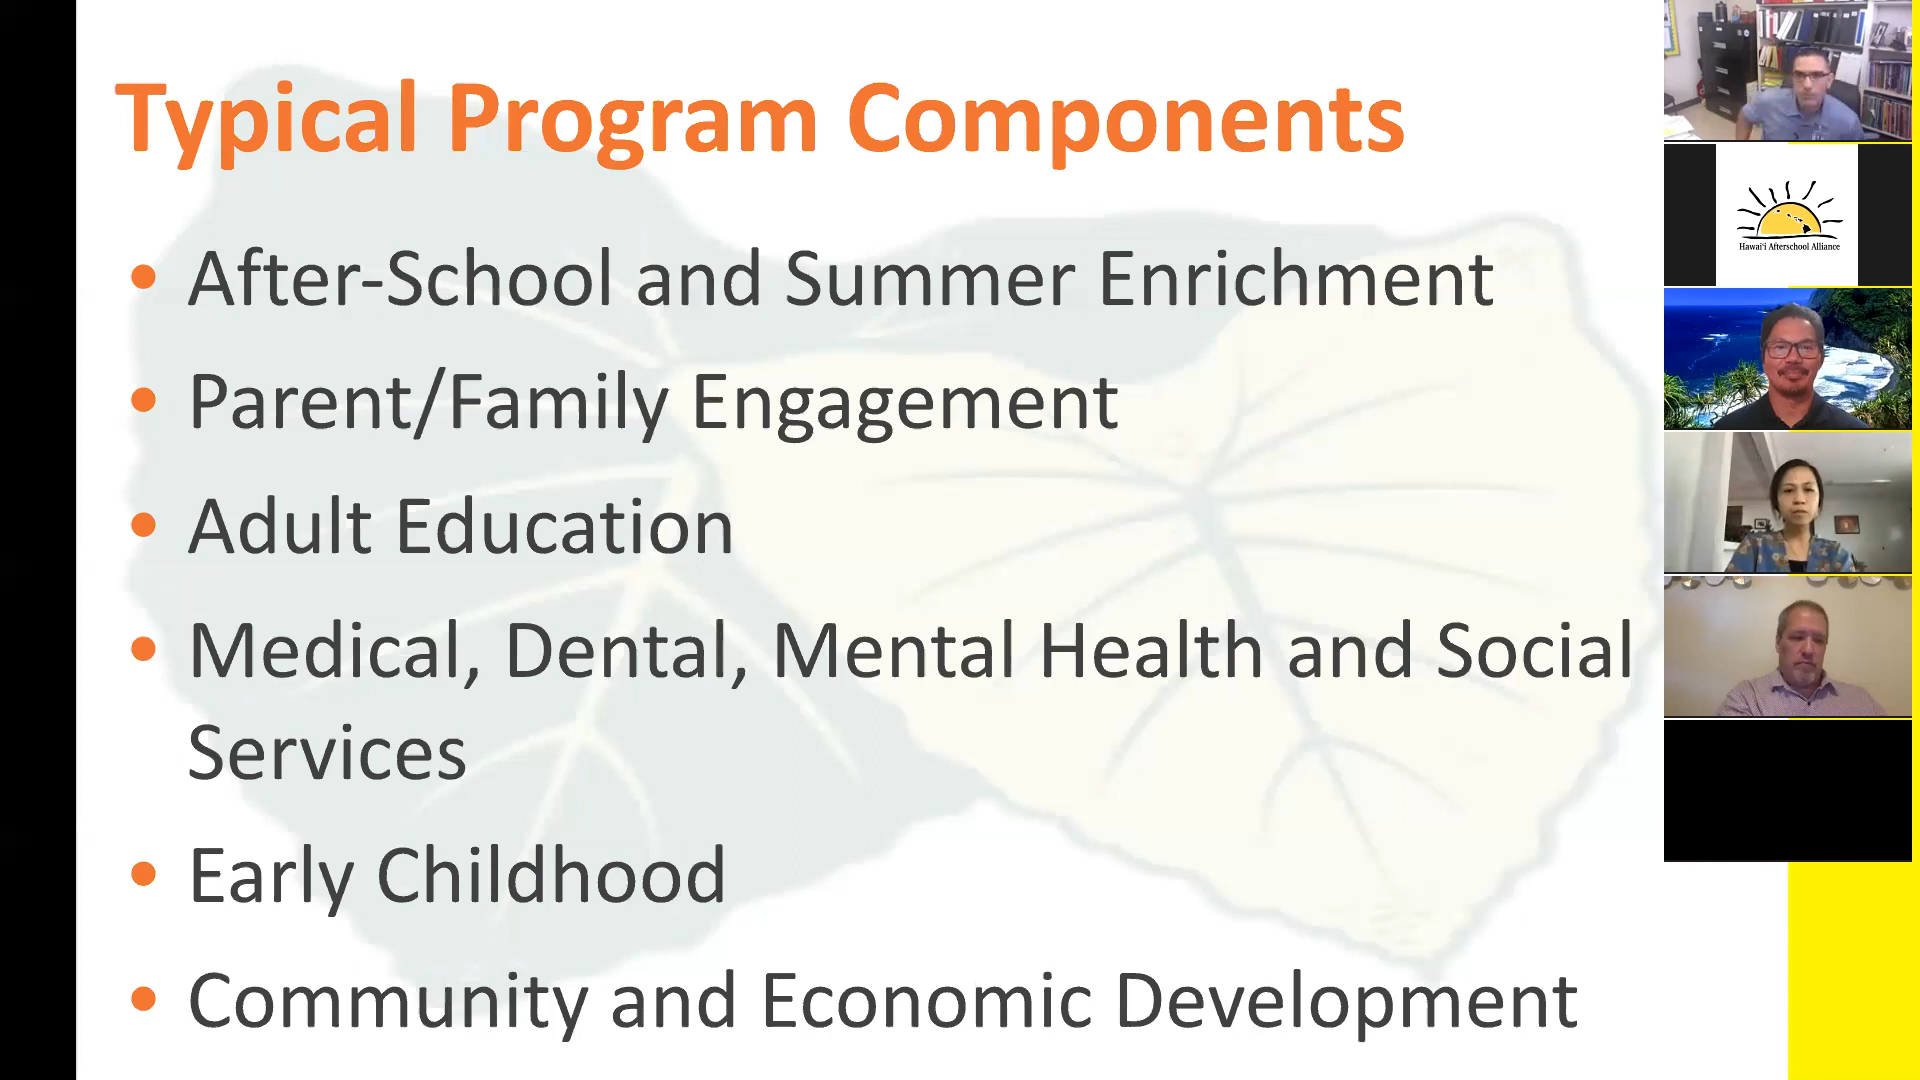 Typical Program Components
• After-School and Summer Enrichment
• Parent/Family Engagement
• Adult Education
• Medical, Dental, Mental Health and Social
Services
• Early Childhood
• Community and Economic Development
Hawai'i Afterschool Alliance